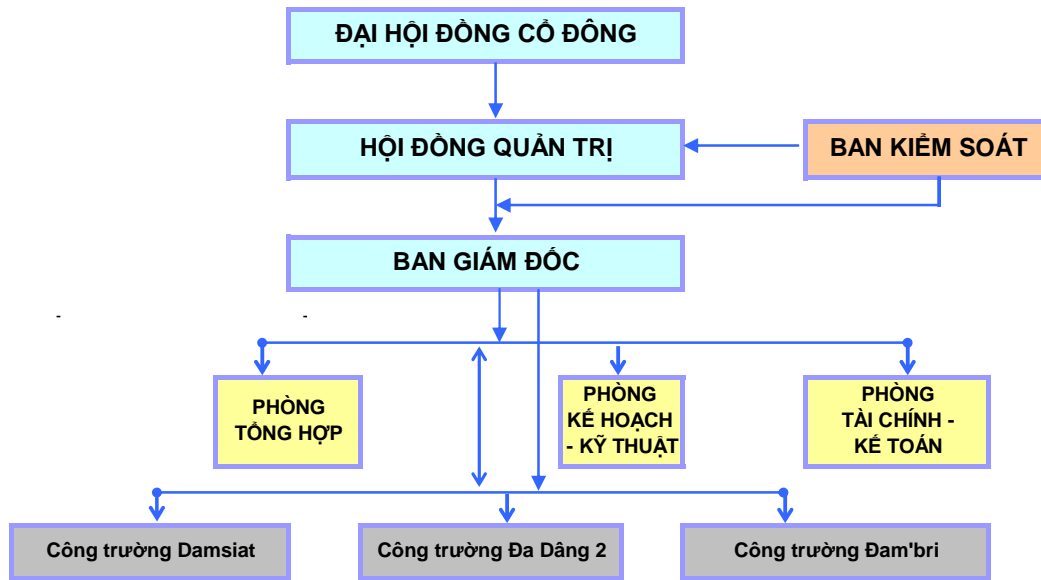 ĐẠI HỘI ĐỒNG CỔ ĐÔNG
HỘI ĐỒNG QUẢN TRỊ
BAN KIỂM SOÁT
BAN GIÁM ĐỐC
-
-
PHÒNG
TỔNG HỢP
PHÒNG
KẾ HOẠCH
- KỸ THUẬT
PHÒNG
TÀI CHÍNH -
KẾ TOÁN
Công trường Damsiat
Công trường Đa Dâng 2
Công trường Đam'bri